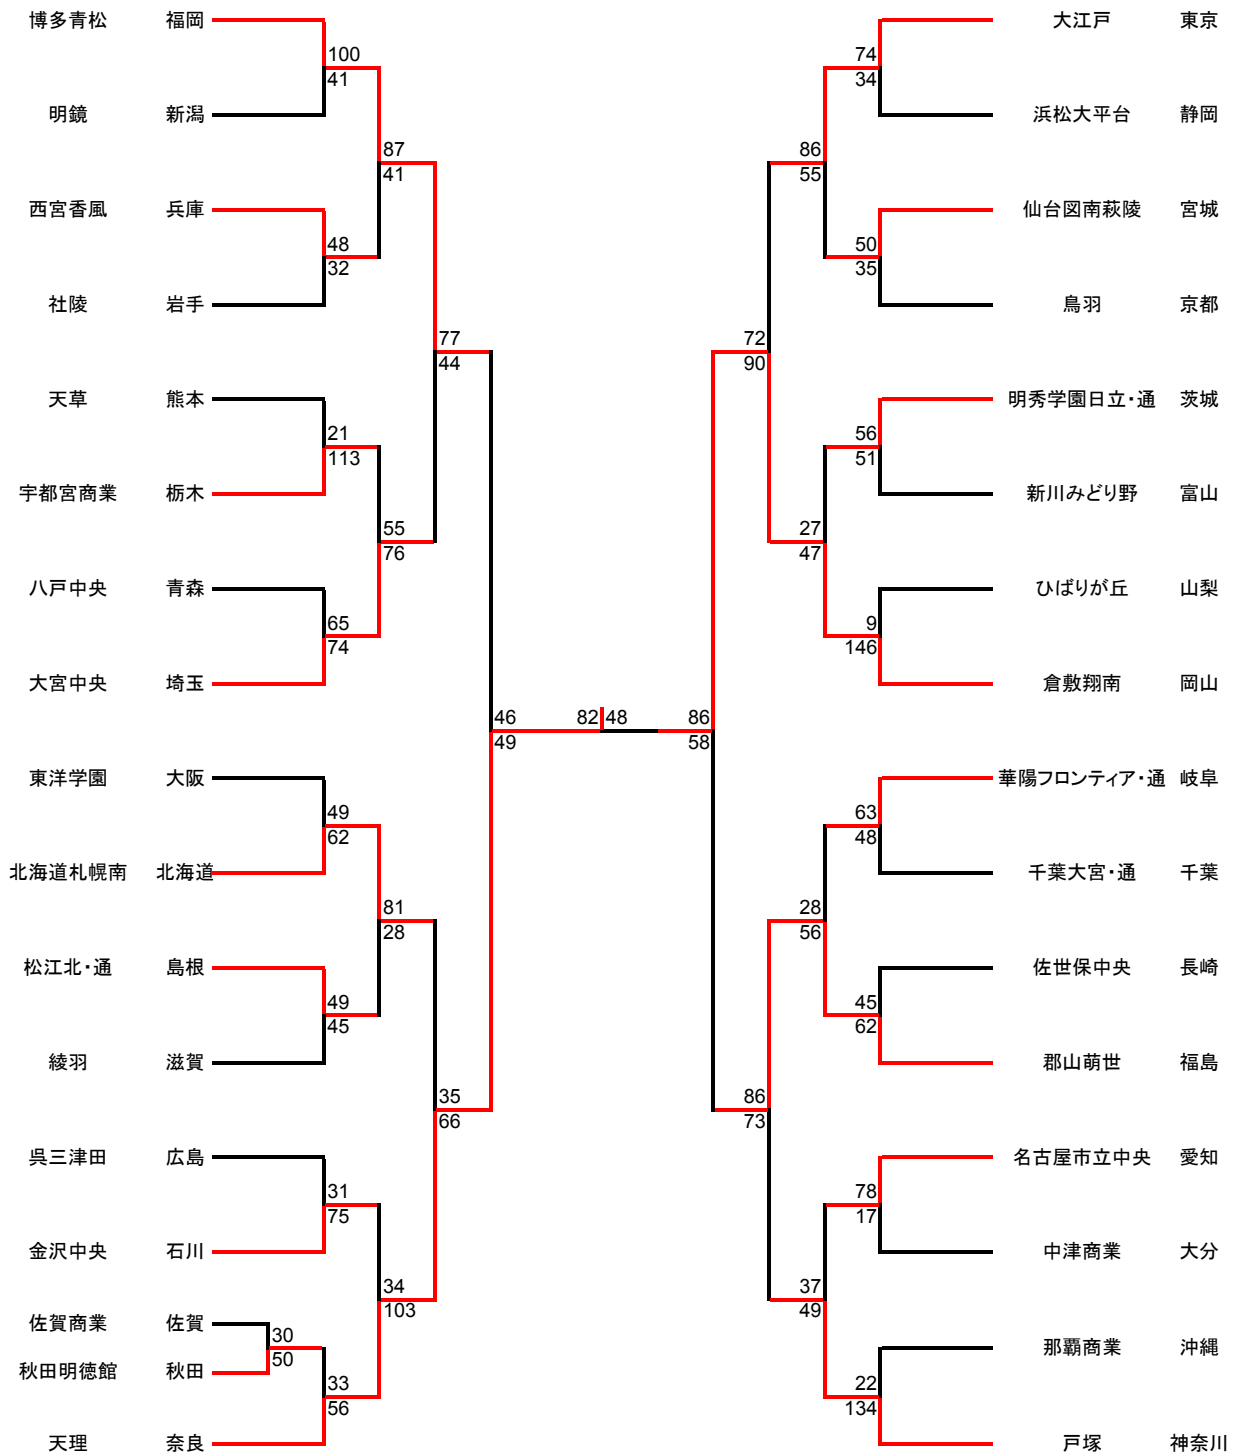 博多青松 福岡
100
41
明鏡 新潟
87
41
西宮香風 兵庫
48
32
社陵 岩手
77
44
天草 熊本
21
113
宇都宮商業 栃木
55
76
八戸中央 青森
65
74
大宮中央 埼玉
46
49
東洋学園 大阪
49
62
北海道札幌南 北海道
81
28
松江北・通 島根
49
45
綾羽 滋賀
35
66
呉三津田 広島
31
75
金沢中央 石川
34
103
佐賀商業 佐賀
30
50
秋田明徳館 秋田
33
56
天理 奈良
82 48
大江戸 東京
74
34
浜松大平台 静岡
86
55
仙台図南萩陵 宮城
50
35
鳥羽 京都
72
90
明秀学園日立・通 茨城
56
51
新川みどり野 富山
27
47
ひばりが丘 山梨
9
146
倉敷翔南 岡山
86
58
華陽フロンティア・通 岐阜
63
48
千葉大宮・通 千葉
28
56
佐世保中央 長崎
45
62
郡山萌世 福島
86
73
名古屋市立中央 愛知
78
17
中津商業 大分
37
49
那覇商業 沖縄
22
134
戸塚 神奈川